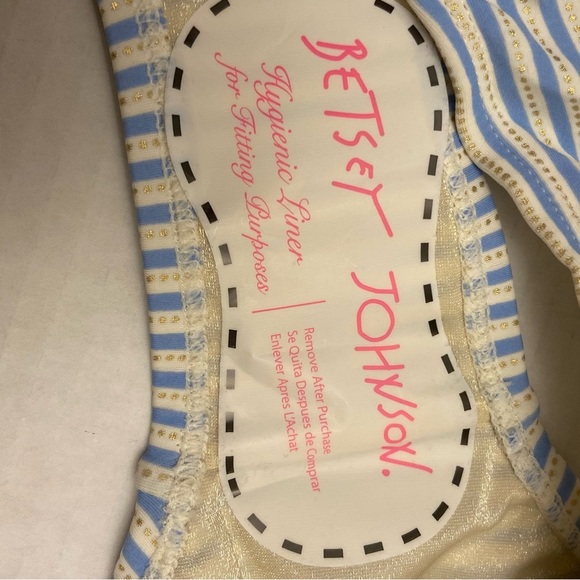 BETSEY JOHNSON.
Hygienic Liner
for Fitting Purposes
Remove After Purchase
Se Quita Despues de Comprar
Enlever Apres L'Achat